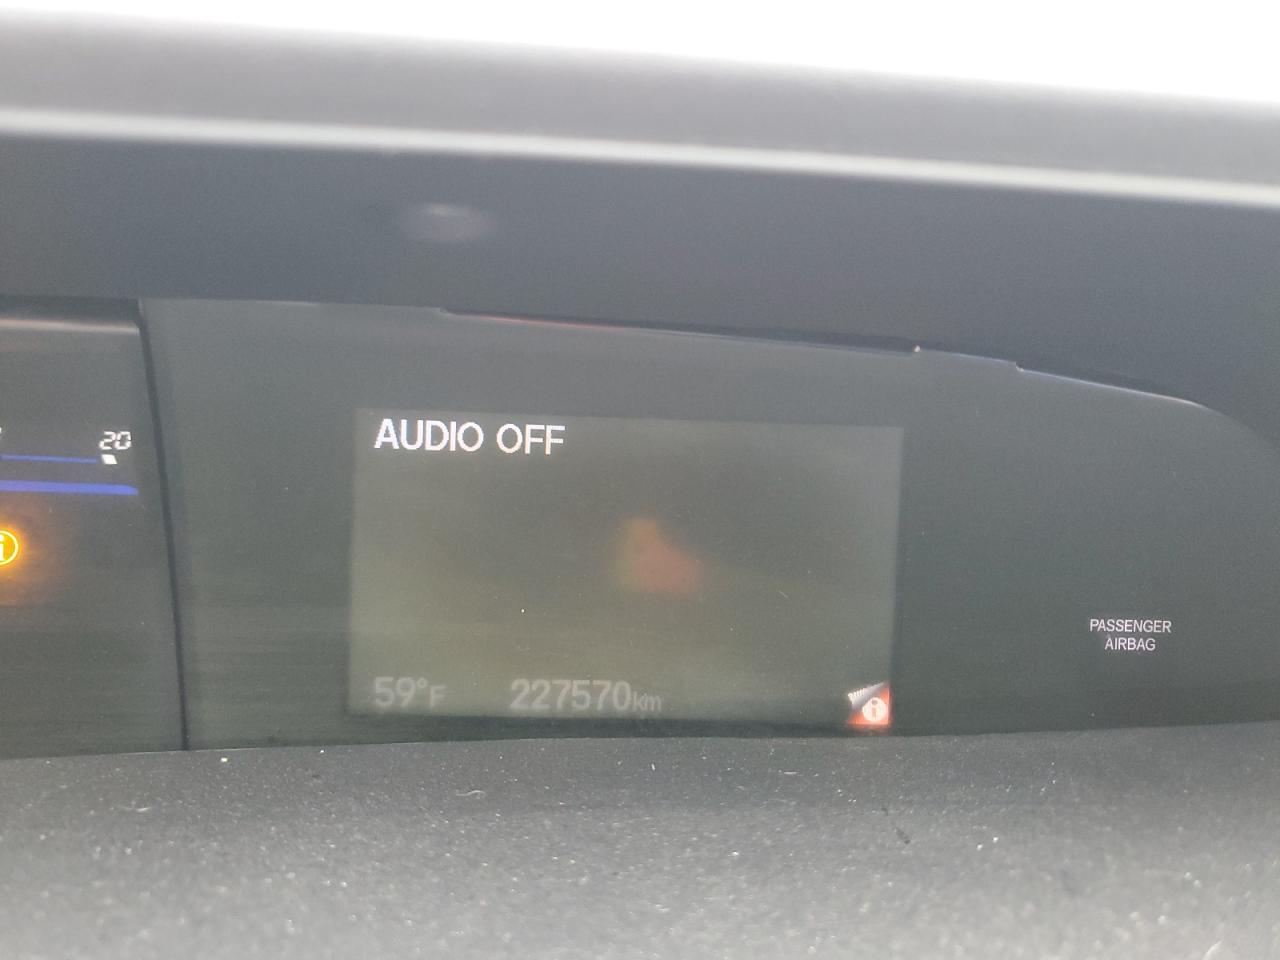 20
AUDIO OFF
PASSENGER
AIRBAG
59°F 227570km